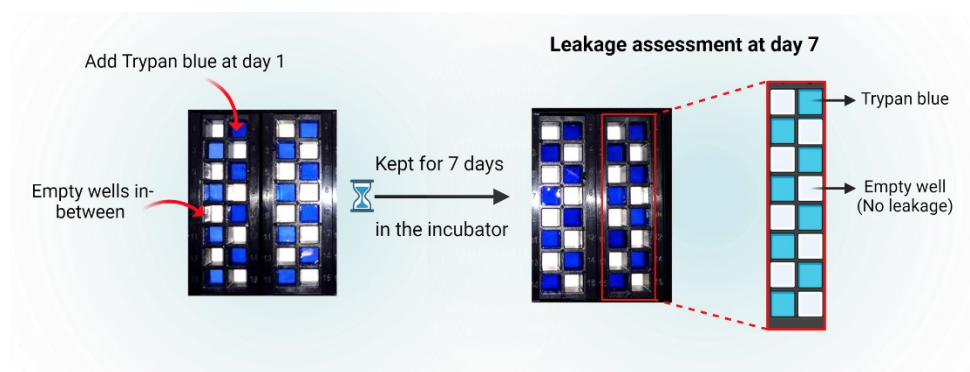 Leakage assessment at day 7
Add Trypan blue at day 1
Empty wells in-
between
Kept for 7 days
in the incubator
Trypan blue
Empty well
(No leakage)